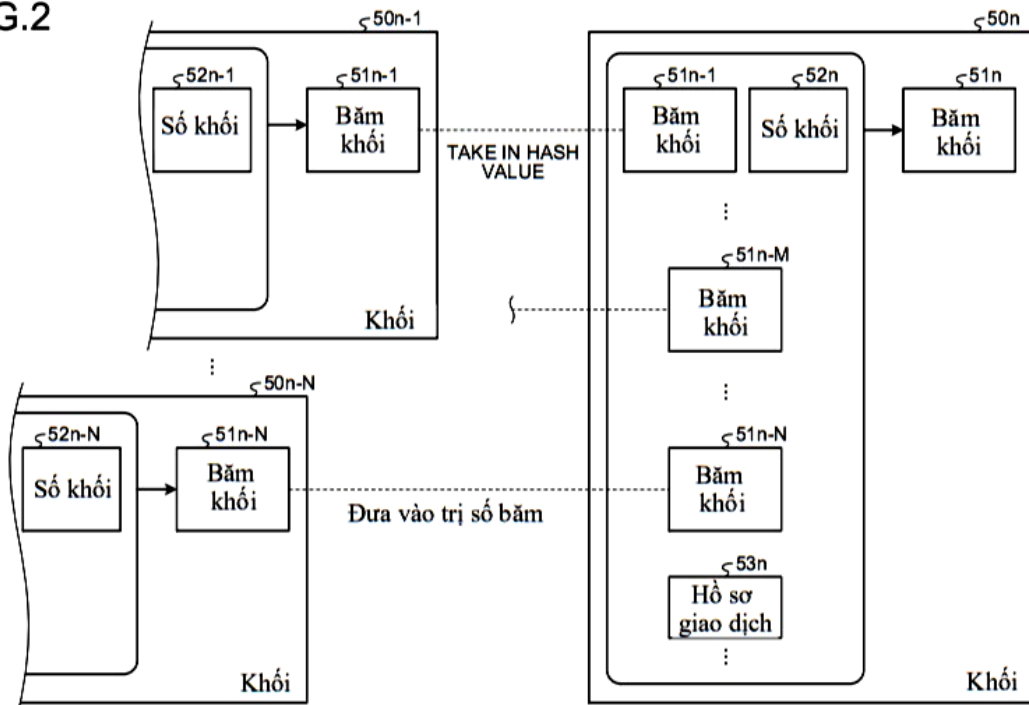 G.2
50n-1
52n-1
51n-1
Số khối
Băm
khối
TAKE IN HASH
VALUE
Khối
50n
51n-1
52n
51n
Băm
khối
Số khối
Băm
khối
51n-M
Băm
khối
50n-N
52n-N
51n-N
Số khối
Băm
khối
Đưa vào trị số băm
Khối
51n-N
Băm
khối
53n
Hồ sơ
giao dịch
Khối